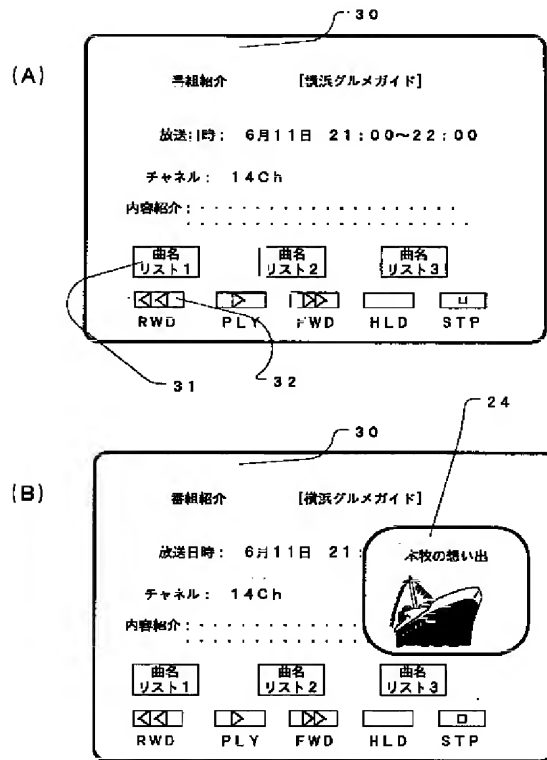 30
(A)
番組紹介 [横浜グルメガイド]
放送日時： 6月11日 21：00〜22：00
チャネル： 14Ch
内容紹介：
曲名リスト1 曲名リスト2 曲名リスト3
RWD PLY FWD HLD STP
31 32
24
30
(B)
番組紹介 [横浜グルメガイド]
放送日時： 6月11日 21：
本牧の想い出
チャネル： 14Ch
内容紹介：
曲名リスト1 曲名リスト2 曲名リスト3
RWD PLY FWD HLD STP